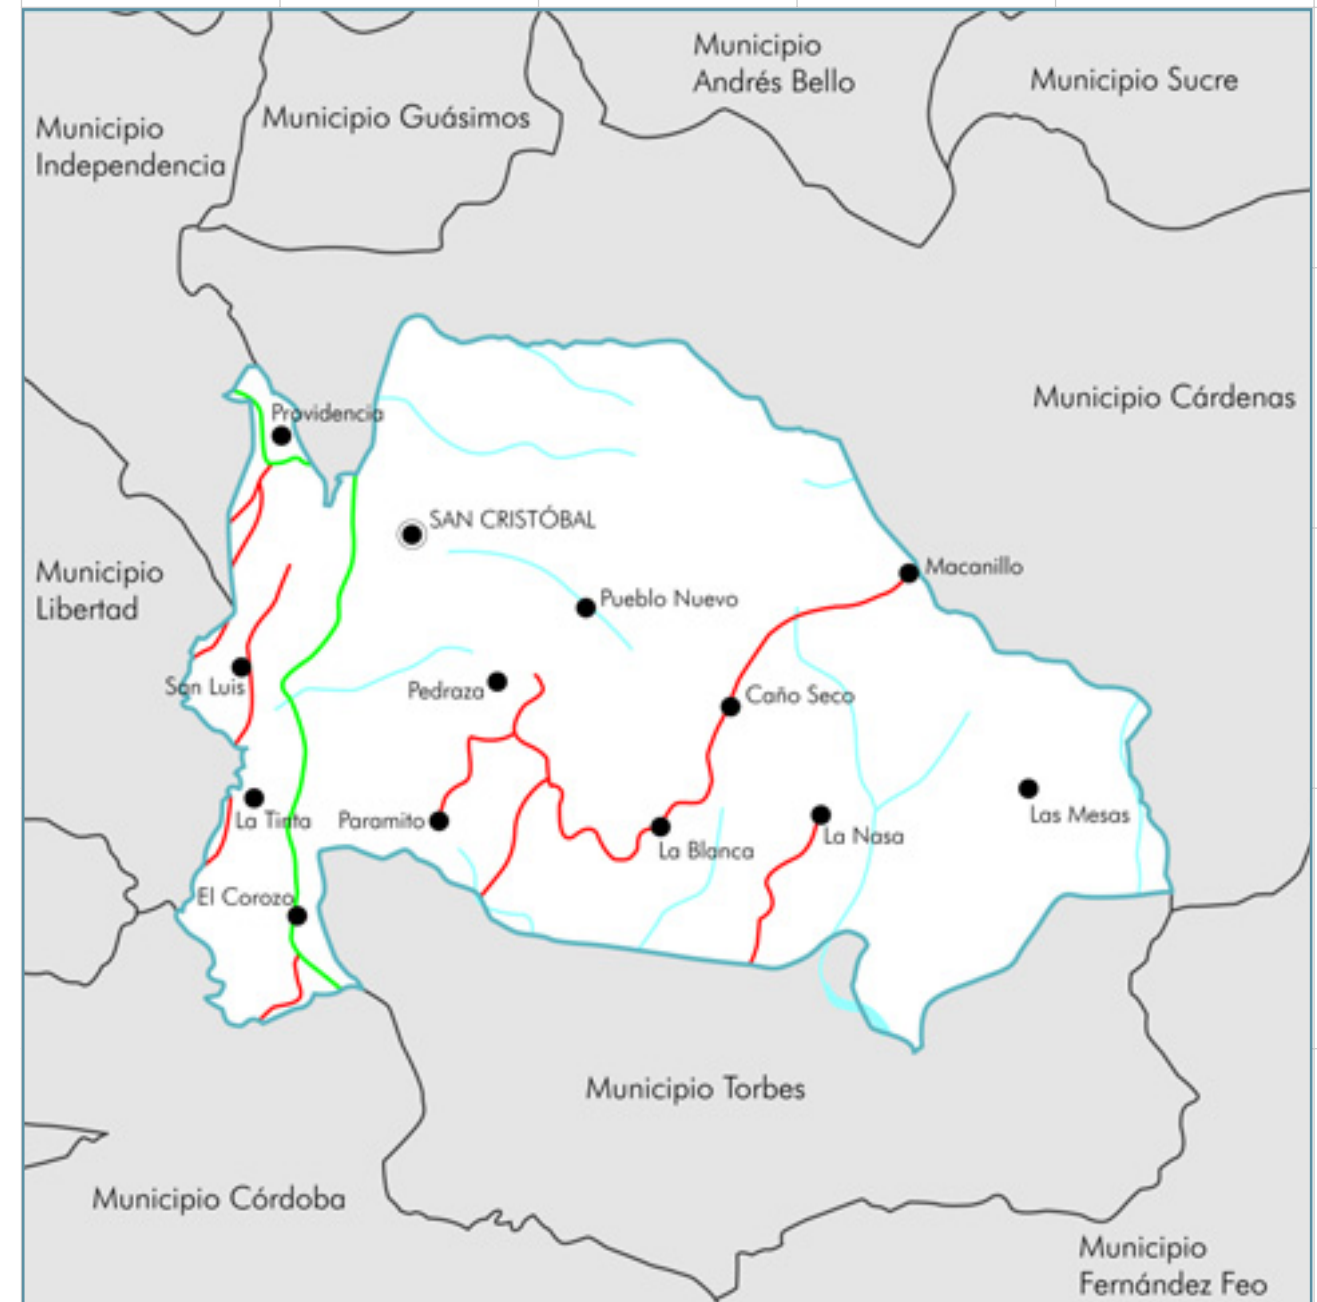 Municipio
Andrés Bello
Municipio Sucre
Municipio Guásimos
Municipio
Independencia
Municipio Cárdenas
Providencia
SAN CRISTÓBAL
Macanillo
Municipio
Libertad
Pueblo Nuevo
San Luis
Pedraza
Caño Seco
La Tinta
Paramito
La Blanca
La Nasa
Las Mesas
El Corozo
Municipio Torbes
Municipio Córdoba
Municipio
Fernández Feo